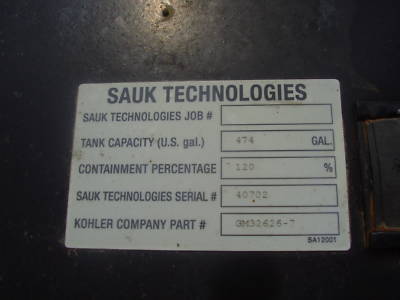 SAUK TECHNOLOGIES
SAUK TECHNOLOGIES JOB #
TANK CAPACITY (U.S. gal.) 474 GAL.
CONTAINMENT PERCENTAGE 120 %
SAUK TECHNOLOGIES SERIAL # 40702
KOHLER COMPANY PART # GM32626-7
SA12001